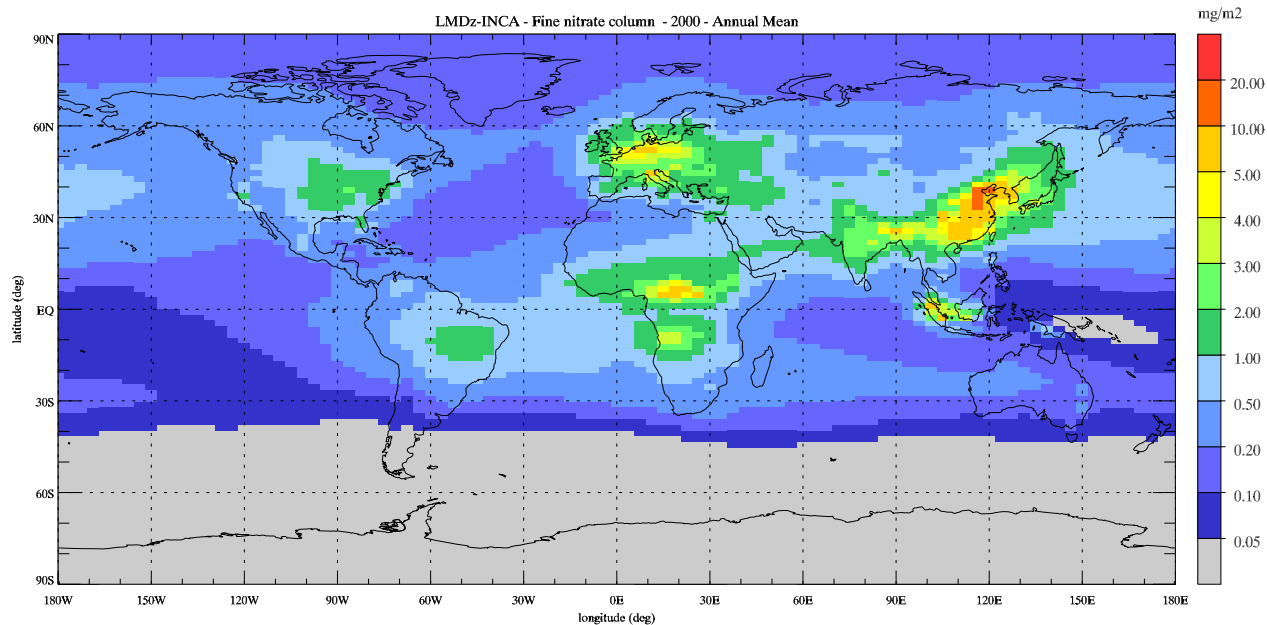 LMDz-INCA - Fine nitrate column - 2000 - Annual Mean
mg/m2
90N
60N
30N
EQ
30S
60S
90S
latitude (deg)
180W 150W 120W 90W 60W 30W 0E 30E 60E 90E 120E 150E 180E
longitude (deg)
20.00
10.00
5.00
4.00
3.00
2.00
1.00
0.50
0.20
0.10
0.05